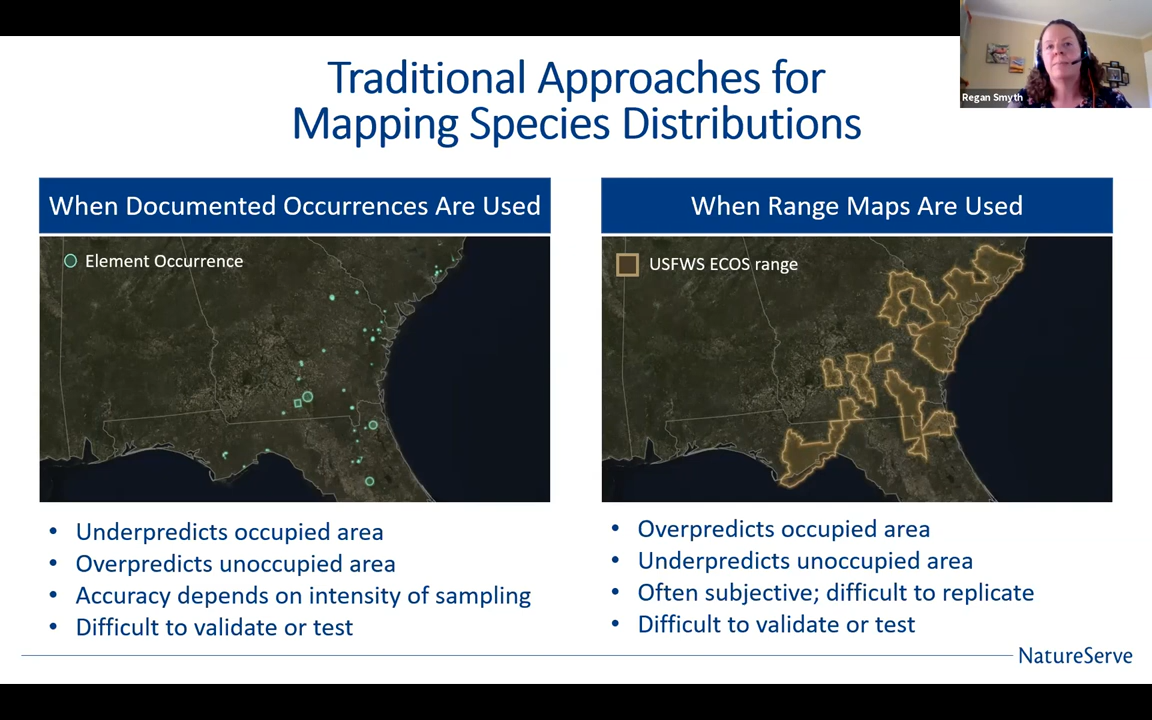 Traditional Approaches for
Mapping Species Distributions
Regan Smyth
When Documented Occurrences Are Used
Element Occurrence
• Underpredicts occupied area
• Overpredicts unoccupied area
• Accuracy depends on intensity of sampling
• Difficult to validate or test
When Range Maps Are Used
USFWS ECOS range
• Overpredicts occupied area
• Underpredicts unoccupied area
• Often subjective; difficult to replicate
• Difficult to validate or test
NatureServe